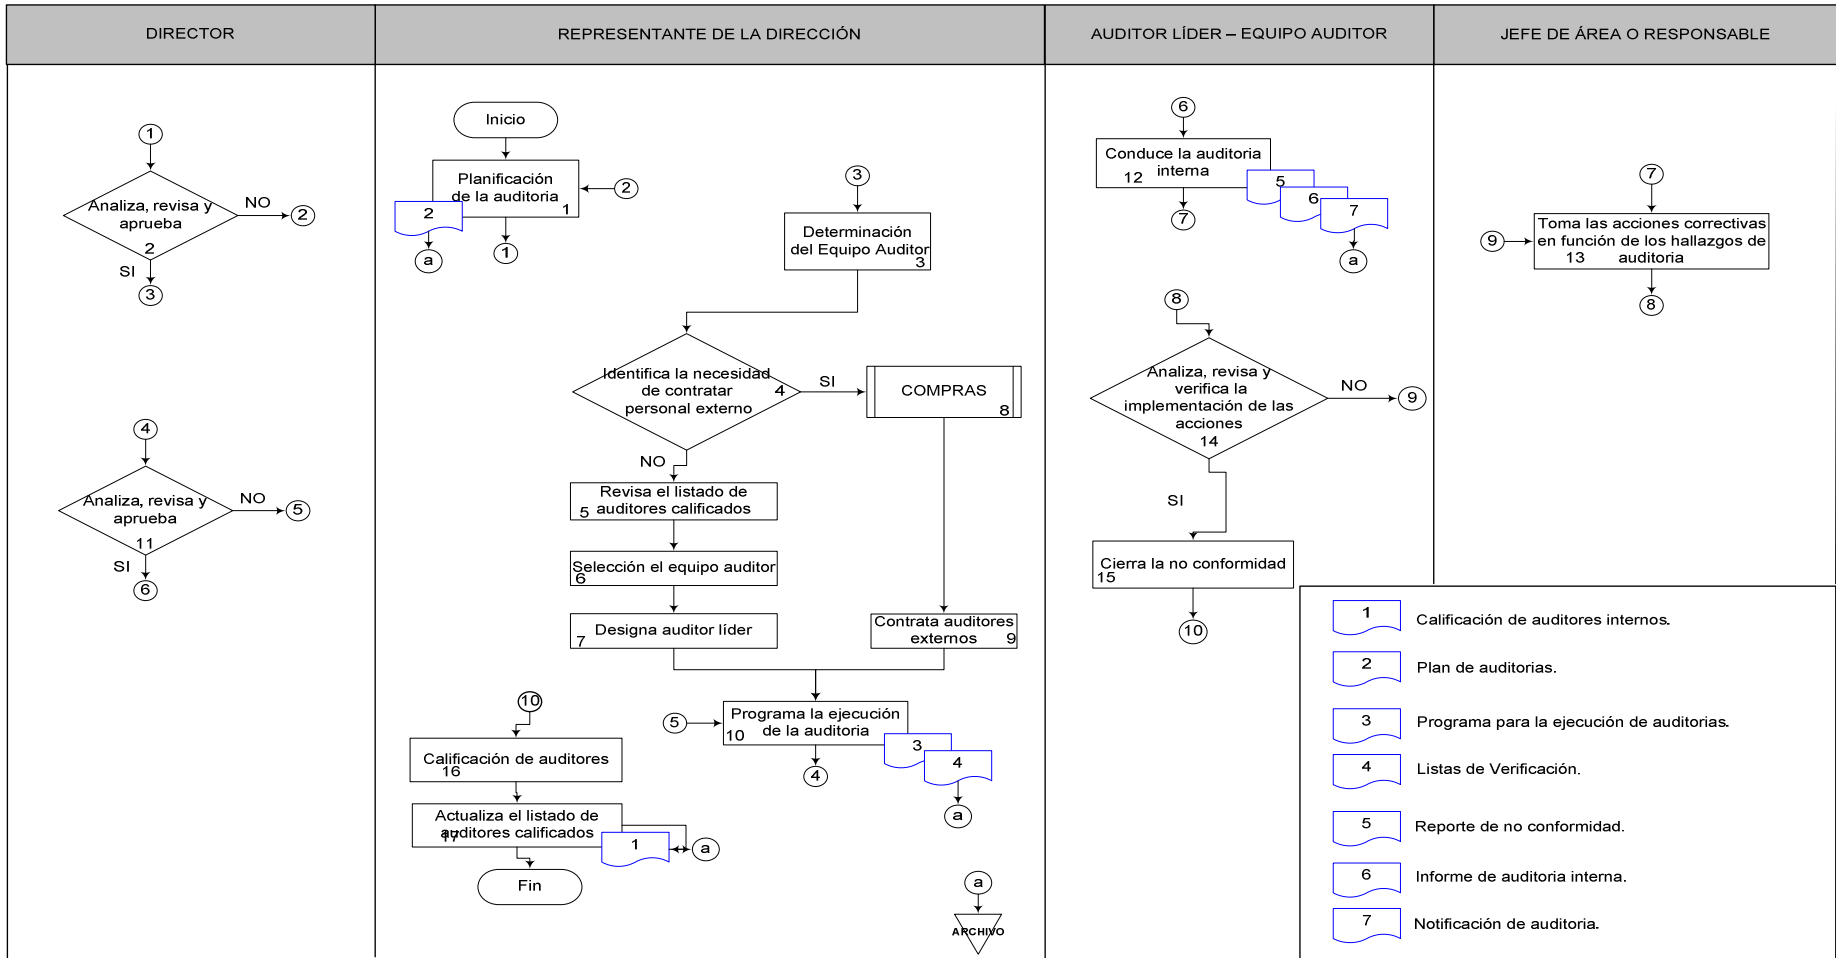 DIRECTOR
REPRESENTANTE DE LA DIRECCIÓN
AUDITOR LÍDER – EQUIPO AUDITOR
JEFE DE ÁREA O RESPONSABLE
1
Analiza, revisa y
aprueba
2
NO
2
SI
3
4
Analiza, revisa y
aprueba
11
NO
5
SI
6
Inicio
Planificación
de la auditoria
1
2
2
a
1
3
Determinación
del Equipo Auditor
3
Identifica la necesidad
de contratar
personal externo
4
SI
COMPRAS
8
NO
Revisa el listado de
auditores calificados
5
Selección el equipo auditor
6
Designa auditor líder
7
Contrata auditores
externos
9
5
Programa la ejecución
de la auditoria
10
3
4
4
a
10
Calificación de auditores
16
Actualiza el listado de
auditores calificados
17
1
a
Fin
a
ARCHIVO
6
Conduce la auditoria
interna
12
5
6
7
7
a
8
Analiza, revisa y
verifica la
implementación de las
acciones
14
NO
9
SI
Cierra la no conformidad
15
10
7
9
Toma las acciones correctivas
en función de los hallazgos de
auditoria
13
8
1 Calificación de auditores internos.
2 Plan de auditorias.
3 Programa para la ejecución de auditorias.
4 Listas de Verificación.
5 Reporte de no conformidad.
6 Informe de auditoria interna.
7 Notificación de auditoria.